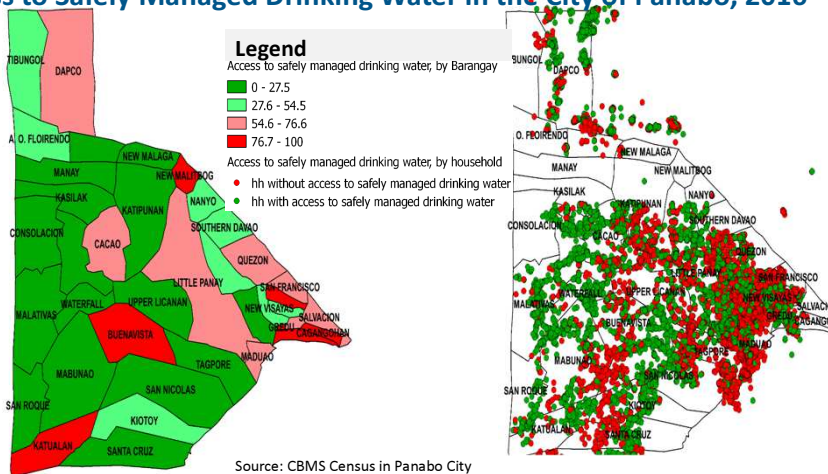 ss to Safely Managed Drinking Water in the City of Panabo, 2016
Legend
Access to safely managed drinking water, by Barangay
0 - 27.5
27.6 - 54.5
54.6 - 76.6
76.7 - 100
Access to safely managed drinking water, by household
hh without access to safely managed drinking water
hh with access to safely managed drinking water
TIBUNGOL
DAPCO
A. O. FLOIRENDO
NEW MALAGA
MANAY
NEW MALITBOG
KASILAK
NANYO
KATIPUNAN
SOUTHERN DAVAO
CONSOLACION
CACAO
QUEZON
LITTLE PANAY
SAN FRANCISCO
WATERFALL
UPPER LICANAN
NEW VISAYAS
MALATIVAS
SALVACION
GREDU
CAGANGOHAN
BUENAVISTA
MADUAO
TAGPORE
MABUNAO
SAN NICOLAS
SAN ROQUE
KIOTOY
KATUALAN
SANTA CRUZ
BUNGOL
DAPCO
O. FLOIRENDO
NEW MALAGA
MANAY
NEW MALITBOG
KASILAK
NANYO
KATIPUNAN
SOUTHERN DAVAO
CONSOLACION
CACAO
QUEZON
LITTLE PANAY
SAN FRANCISCO
WATERFALL
UPPER LICANAN
NEW VISAYAS
MALATIVAS
SALVACI
GREDU
CAGANG
BUENAVISTA
MADUAO
TAGPORE
MABUNAO
SAN NICOLAS
SAN ROQUE
KIOTOY
KATUALAN
SANTA CRUZ
Source: CBMS Census in Panabo City